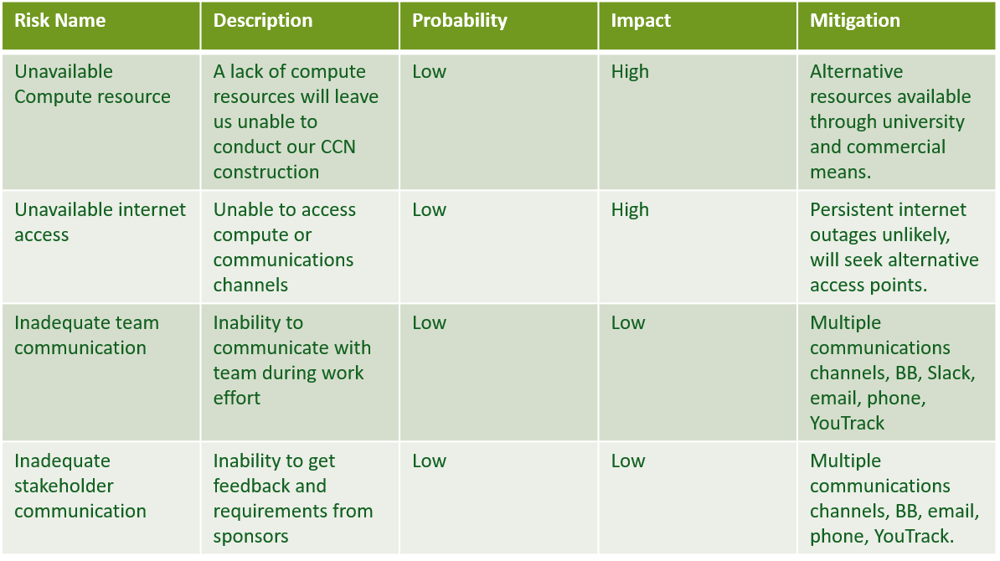 Risk Name
Description
Probability
Impact
Mitigation
Unavailable
Compute resource
A lack of compute
resources will leave
us unable to
conduct our CCN
construction
Low
High
Alternative
resources available
through university
and commercial
means.
Unavailable internet
access
Unable to access
compute or
communications
channels
Low
High
Persistent internet
outages unlikely,
will seek alternative
access points.
Inadequate team
communication
Inability to
communicate with
team during work
effort
Low
Low
Multiple
communications
channels, BB, Slack,
email, phone,
YouTrack
Inadequate
stakeholder
communication
Inability to get
feedback and
requirements from
sponsors
Low
Low
Multiple
communications
channels, BB, email,
phone, YouTrack.